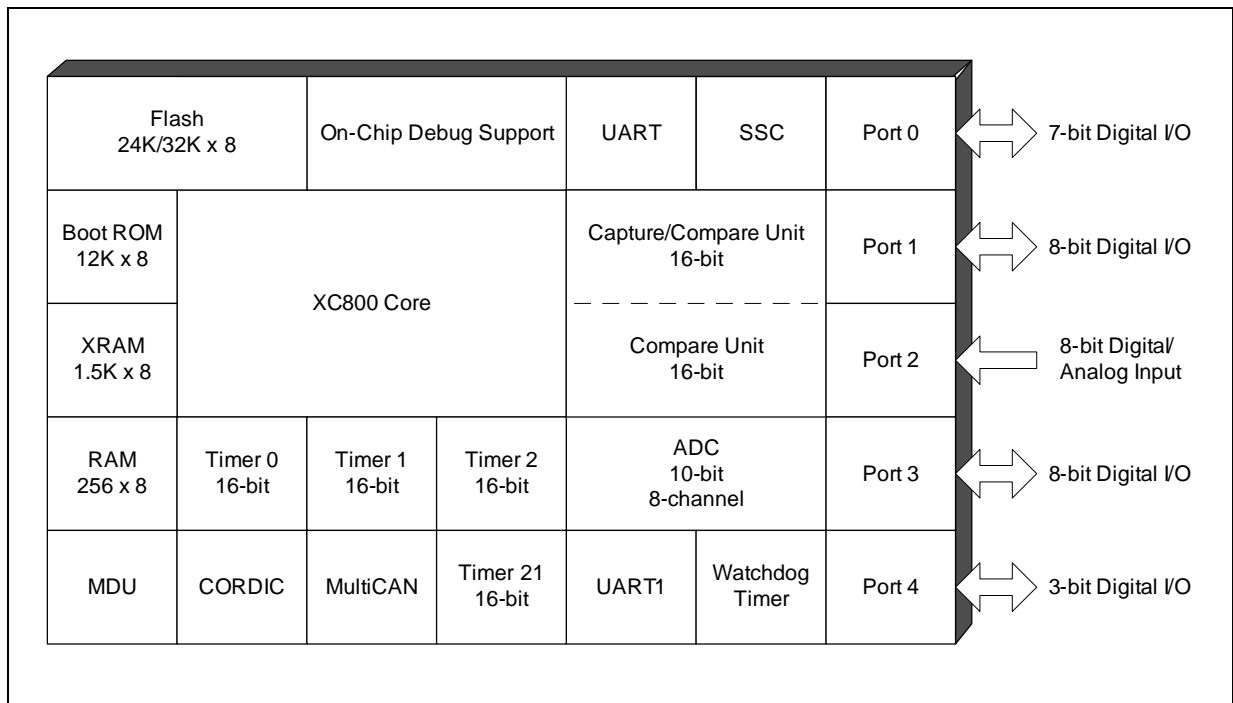 Flash
24K/32K x 8
On-Chip Debug Support
UART
SSC
Port 0
7-bit Digital I/O
Boot ROM
12K x 8
Capture/Compare Unit
16-bit
Port 1
8-bit Digital I/O
XC800 Core
XRAM
1.5K x 8
Compare Unit
16-bit
Port 2
8-bit Digital/
Analog Input
RAM
256 x 8
Timer 0
16-bit
Timer 1
16-bit
Timer 2
16-bit
ADC
10-bit
8-channel
Port 3
8-bit Digital I/O
MDU
CORDIC
MultiCAN
Timer 21
16-bit
UART1
Watchdog
Timer
Port 4
3-bit Digital I/O